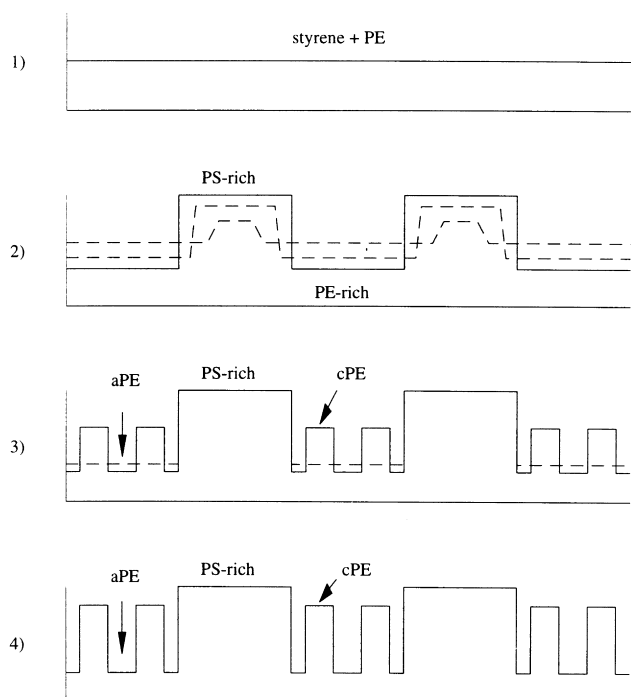 styrene + PE
1)
PS-rich
2)
PE-rich
aPE PS-rich cPE
3)
aPE PS-rich cPE
4)